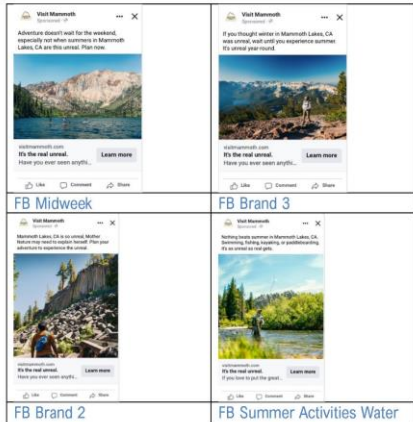 Visit Mammoth
Sponsored
Adventure doesn't wait for the weekend,
especially not when summers in Mammoth
Lakes, CA are this unreal. Plan now.
visitmammoth.com
It's the real unreal.
Have you ever seen anythi...
Learn more
Like Comment Share
FB Midweek
Visit Mammoth
Sponsored
If you thought winter in Mammoth Lakes, CA
was unreal, wait until you experience summer.
It's unreal year round.
visitmammoth.com
It's the real unreal.
Have you ever seen anythi...
Learn more
Like Comment Share
FB Brand 3
Visit Mammoth
Sponsored
Mammoth Lakes, CA is so unreal, Mother
Nature may need to explain herself. Plan your
adventure to experience the unreal.
visitmammoth.com
It's the real unreal.
Have you ever seen anythi...
Learn more
Like Comment Share
FB Brand 2
Visit Mammoth
Sponsored
Nothing beats summer in Mammoth Lakes, CA.
Swimming, fishing, kayaking, or paddleboarding.
It's so unreal so real gets.
visitmammoth.com
It's the real unreal.
If you love to put the great...
Learn more
Like Comment Share
FB Summer Activities Water